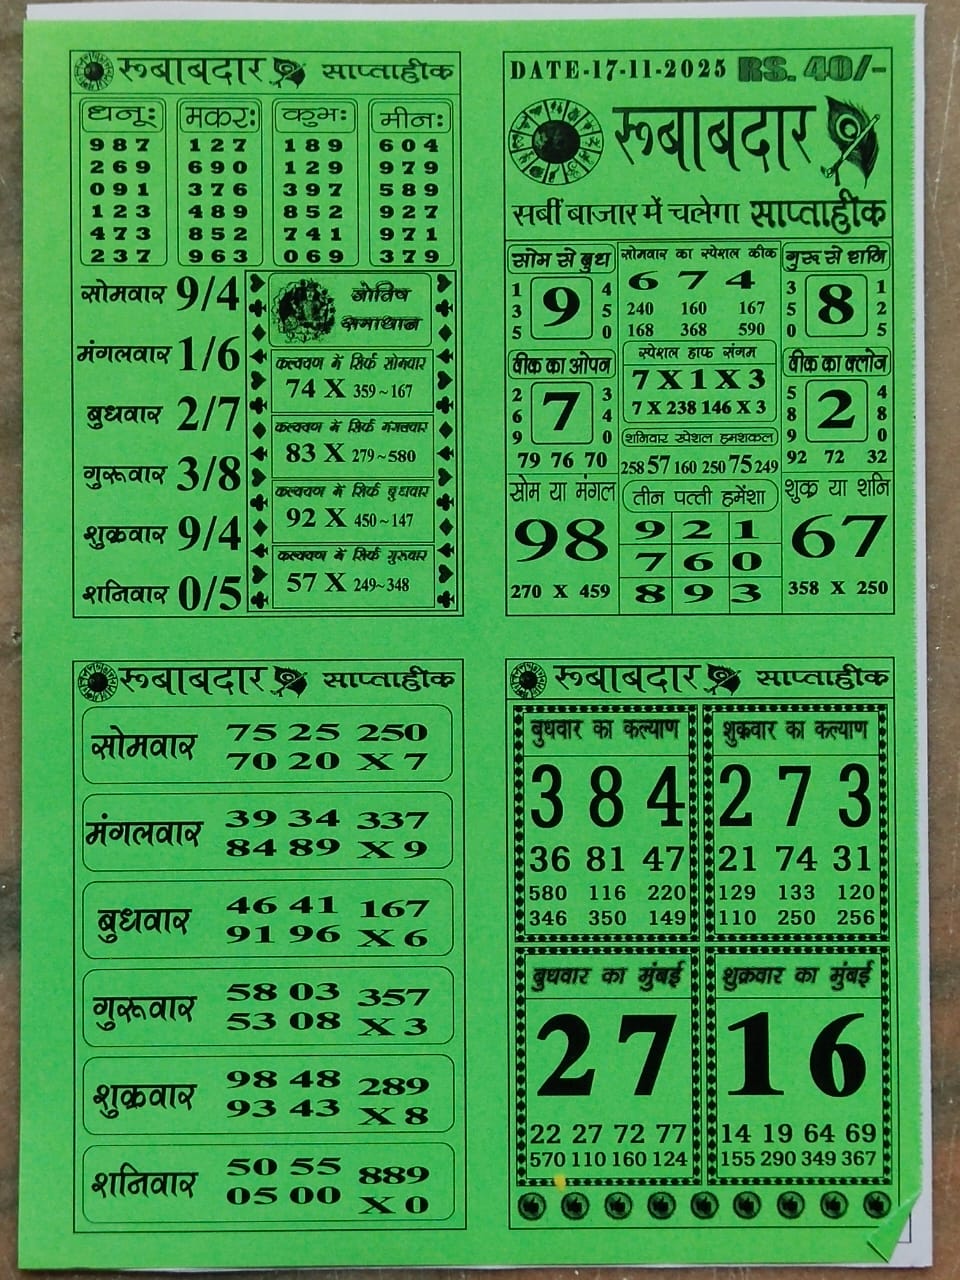 रूबाबदार साप्ताहीक
धनू: मकर: कुभ: मीन:
987 127 189 604
269 690 129 979
091 376 397 589
123 489 852 927
473 852 741 971
237 963 069 379
सोमवार 9/4
मंगलवार 1/6
बुधवार 2/7
गुरूवार 3/8
शुक्रवार 9/4
शनिवार 0/5
जोतिष
समाधान
कल्याण में सिर्फ सोमवार
74 X 359~167
कल्याण में सिर्फ मंगलवार
83 X 279~580
कल्याण में सिर्फ बुधवार
92 X 450~147
कल्याण में सिर्फ गुरूवार
57 X 249~348
DATE-17-11-2025 RS. 40/-
रूबाबदार
सबीं बाजार में चलेगा साप्ताहीक
सोम से बुध
1 4
3 9 5
5 0
वीक का ओपन
2 3
6 7 4
9 0
79 76 70
सोम या मंगल
98
270 X 459
सोमवार का स्पेशल कीक
6 7 4
240 160 167
168 368 590
स्पेशल हाफ संगम
7 X 1 X 3
7 X 238 146 X 3
शनिवार स्पेशल हमशकल
258 57 160 250 75 249
तीन पत्ती हमेंशा
9 2 1
7 6 0
8 9 3
गुरू से शनि
3 1
5 8 2
0 5
वीक का क्लोज
5 4
8 2 8
9 0
92 72 32
शुक्र या शनि
67
358 X 250
रूबाबदार साप्ताहीक
सोमवार 75 25 250
70 20 X 7
मंगलवार 39 34 337
84 89 X 9
बुधवार 46 41 167
91 96 X 6
गुरूवार 58 03 357
53 08 X 3
शुक्रवार 98 48 289
93 43 X 8
शनिवार 50 55 889
05 00 X 0
रूबाबदार साप्ताहीक
बुधवार का कल्याण
384
36 81 47
580 116 220
346 350 149
शुक्रवार का कल्याण
273
21 74 31
129 133 120
110 250 256
बुधवार का मुंबई
27
22 27 72 77
570 110 160 124
शुक्रवार का मुंबई
16
14 19 64 69
155 290 349 367